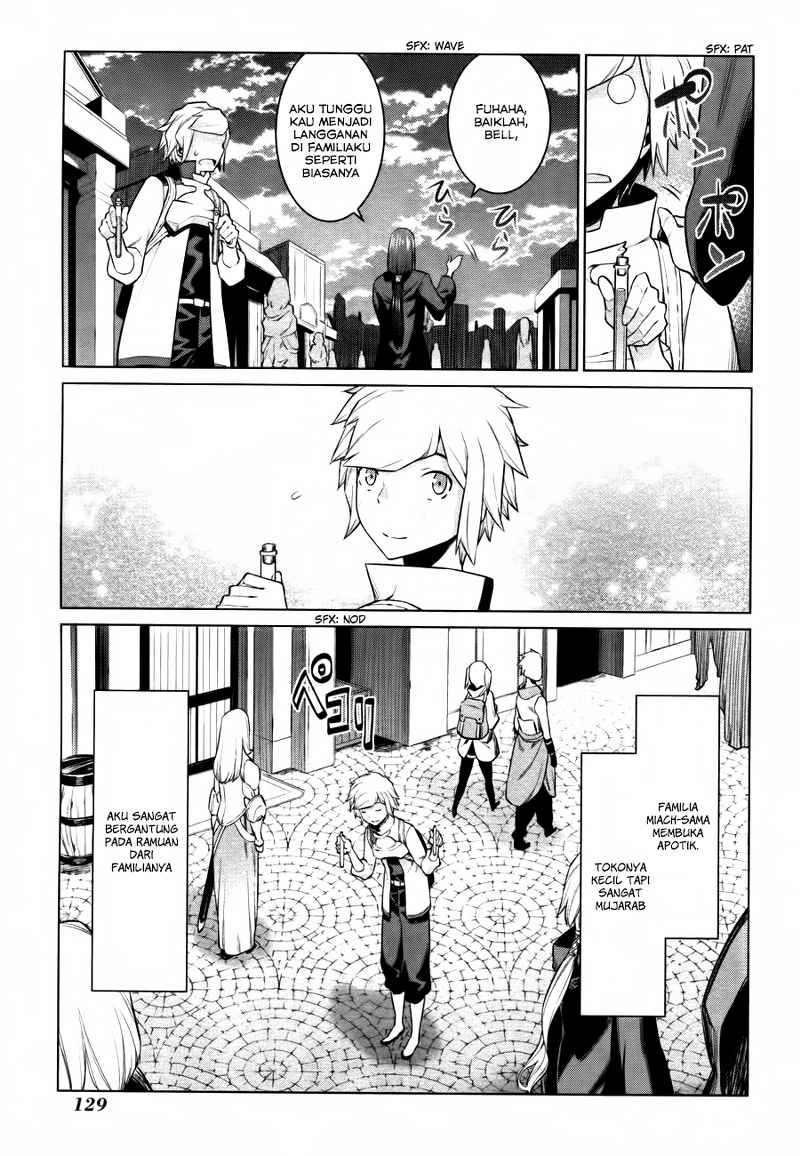 SFX: PAT
ポン
ポン
SFX: WAVE
FUHAHA,
BAIKLAH,
BELL,
AKU TUNGGU
KAU MENJADI
LANGGANAN
DI FAMILIAKU
SEPERTI
BIASANYA
ひら
ひら
SFX: NOD
ペコリ
FAMILIA
MIACH-SAMA
MEMBUKA
APOTIK.
TOKONYA
KECIL TAPI
SANGAT
MUJARAB
AKU SANGAT
BERGANTUNG
PADA RAMUAN
DARI
FAMILIANYA
129